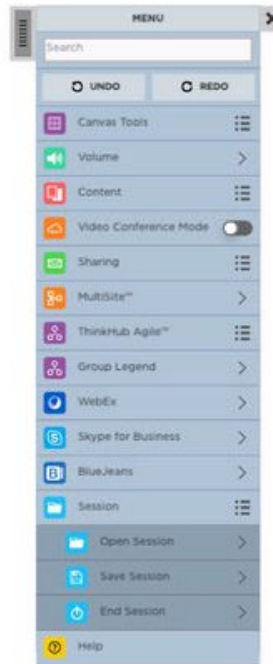 MENU
Search
UNDO REDO
Canvas Tools
Volume
Content
Video Conference Mode
Sharing
MultiSite™
ThinkHub Agile™
Group Legend
WebEx
Skype for Business
BlueJeans
Session
Open Session
Save Session
End Session
Help